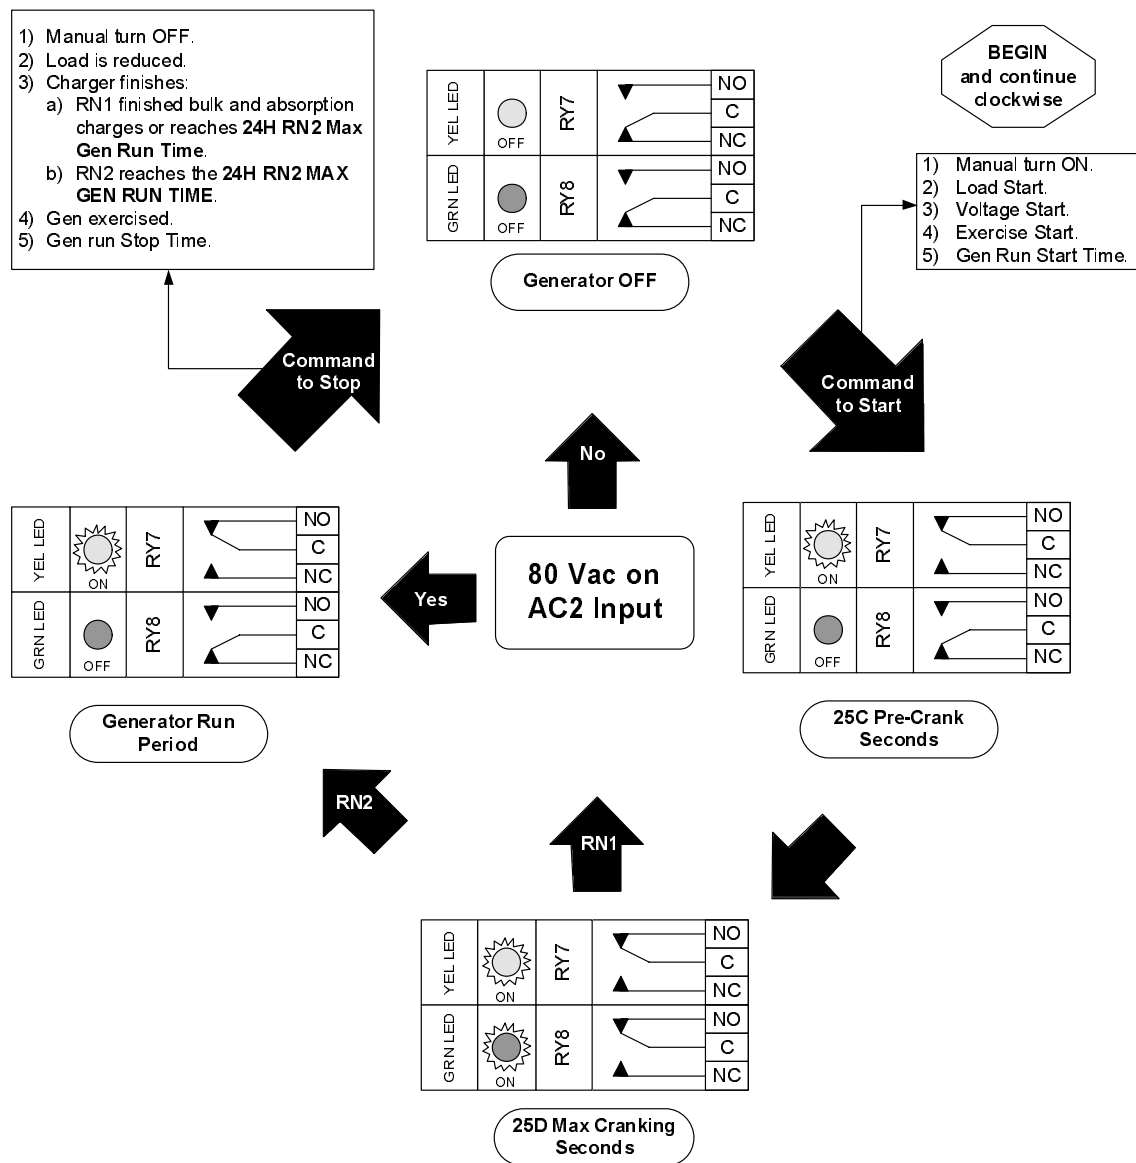 1) Manual turn OFF.
2) Load is reduced.
3) Charger finishes:
a) RN1 finished bulk and absorption
charges or reaches 24H RN2 Max
Gen Run Time.
b) RN2 reaches the 24H RN2 MAX
GEN RUN TIME.
4) Gen exercised.
5) Gen run Stop Time.
YEL LED
OFF
RY7
NO
C
NC
GRN LED
OFF
RY8
NO
C
NC
Generator OFF
BEGIN
and continue
clockwise
1) Manual turn ON.
2) Load Start.
3) Voltage Start.
4) Exercise Start.
5) Gen Run Start Time.
Command
to Stop
Command
to Start
No
YEL LED
ON
RY7
NO
C
NC
GRN LED
OFF
RY8
NO
C
NC
Generator Run
Period
Yes
80 Vac on
AC2 Input
YEL LED
ON
RY7
NO
C
NC
GRN LED
OFF
RY8
NO
C
NC
25C Pre-Crank
Seconds
RN2
RN1
YEL LED
ON
RY7
NO
C
NC
GRN LED
ON
RY8
NO
C
NC
25D Max Cranking
Seconds